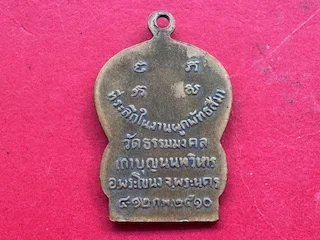 ที่ระลึกในงานผูกพัทธสีมา
วัดธรรมมงคล
เถาบุญนนทวิหาร
อ.พระโขนง จ.พระนคร
๔-๑๒ ก.พ. ๒๕๑๐